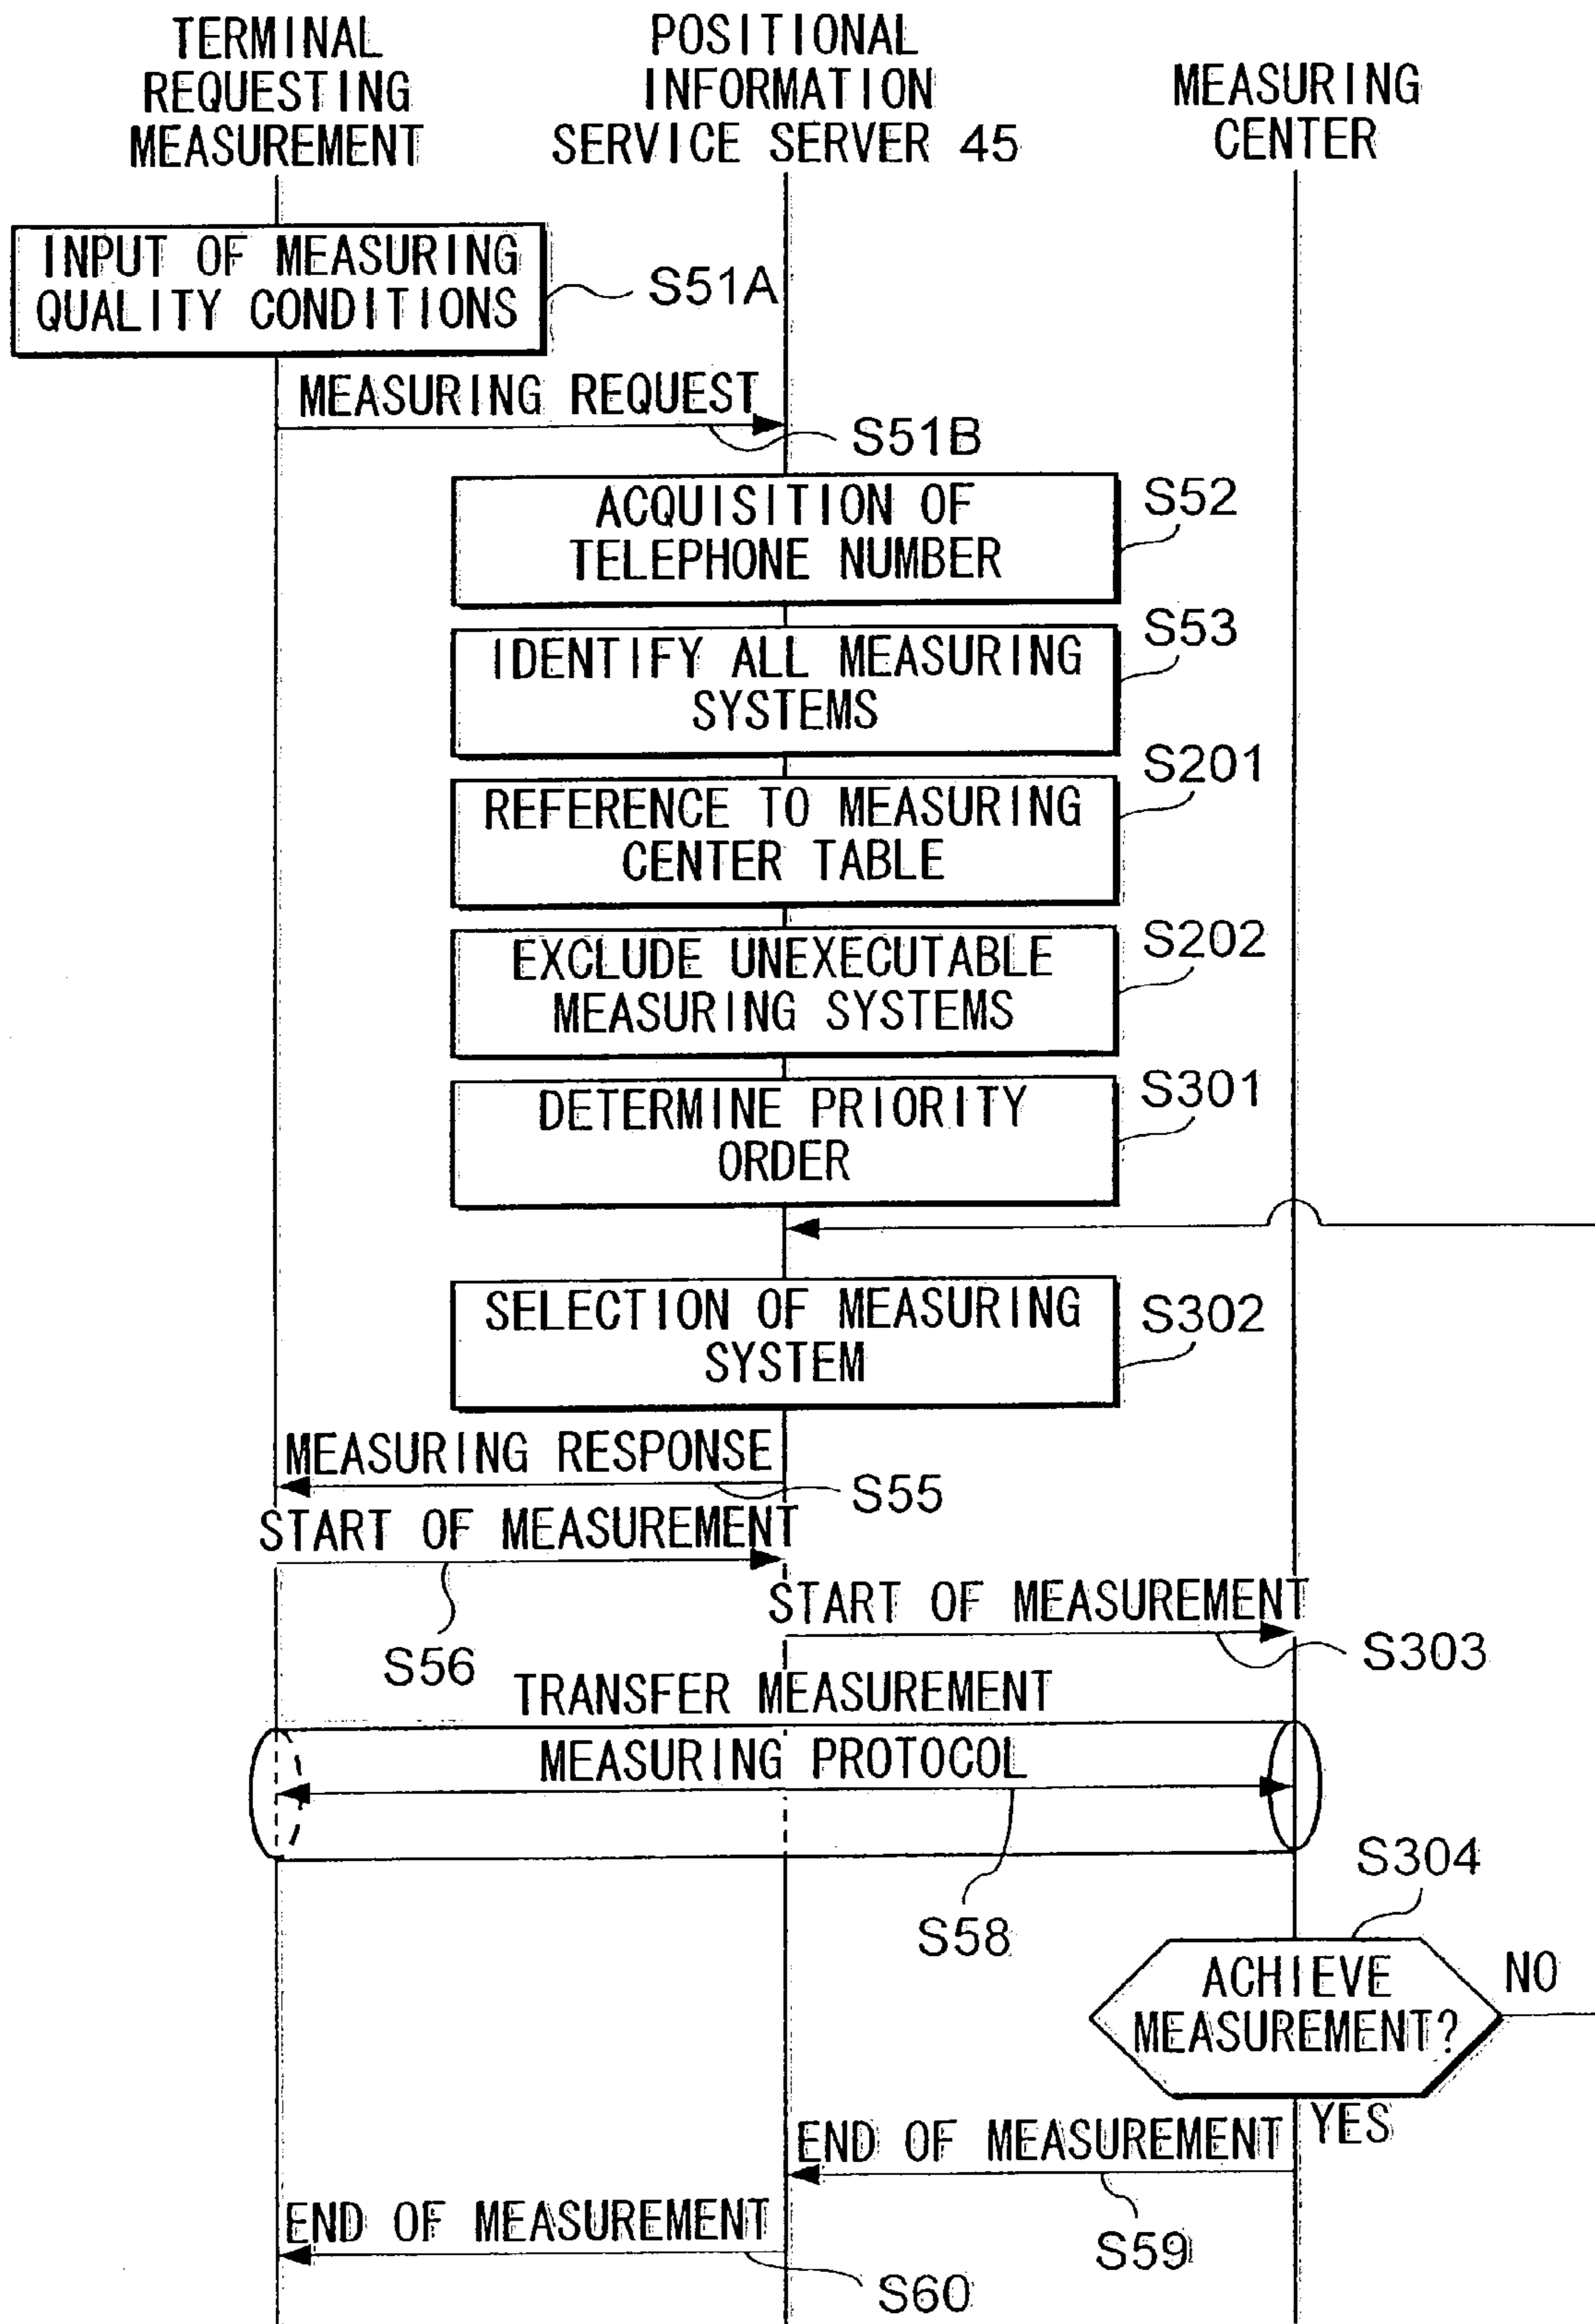 TERMINAL
REQUESTING
MEASUREMENT
POSITIONAL
INFORMATION
SERVICE SERVER 45
MEASURING
CENTER
INPUT OF MEASURING
QUALITY CONDITIONS
S51A
MEASURING REQUEST
S51B
ACQUISITION OF
TELEPHONE NUMBER
S52
IDENTIFY ALL MEASURING
SYSTEMS
S53
REFERENCE TO MEASURING
CENTER TABLE
S201
EXCLUDE UNEXECUTABLE
MEASURING SYSTEMS
S202
DETERMINE PRIORITY
ORDER
S301
SELECTION OF MEASURING
SYSTEM
S302
MEASURING RESPONSE
S55
START OF MEASUREMENT
S56
START OF MEASUREMENT
S303
TRANSFER MEASUREMENT
MEASURING PROTOCOL
S58
S304
ACHIEVE
MEASUREMENT?
NO
YES
END OF MEASUREMENT
S59
END OF MEASUREMENT
S60